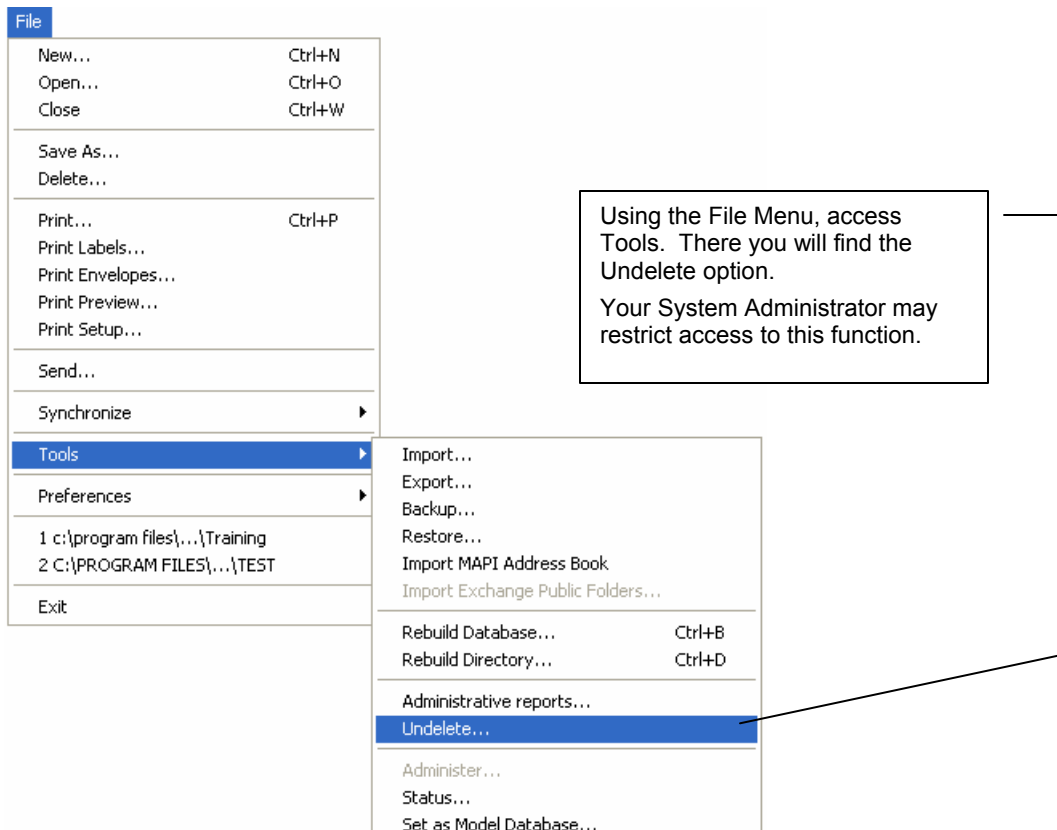 File
New... Ctrl+N
Open... Ctrl+O
Close Ctrl+W
Save As...
Delete...
Print... Ctrl+P
Print Labels...
Print Envelopes...
Print Preview...
Print Setup...
Send...
Synchronize
Tools
Preferences
1 c:\program files\...\Training
2 C:\PROGRAM FILES\...\TEST
Exit
Using the File Menu, access
Tools.  There you will find the
Undelete option.
Your System Administrator may
restrict access to this function.
Import...
Export...
Backup...
Restore...
Import MAPI Address Book
Import Exchange Public Folders...
Rebuild Database... Ctrl+B
Rebuild Directory... Ctrl+D
Administrative reports...
Undelete...
Administer...
Status...
Set as Model Database...